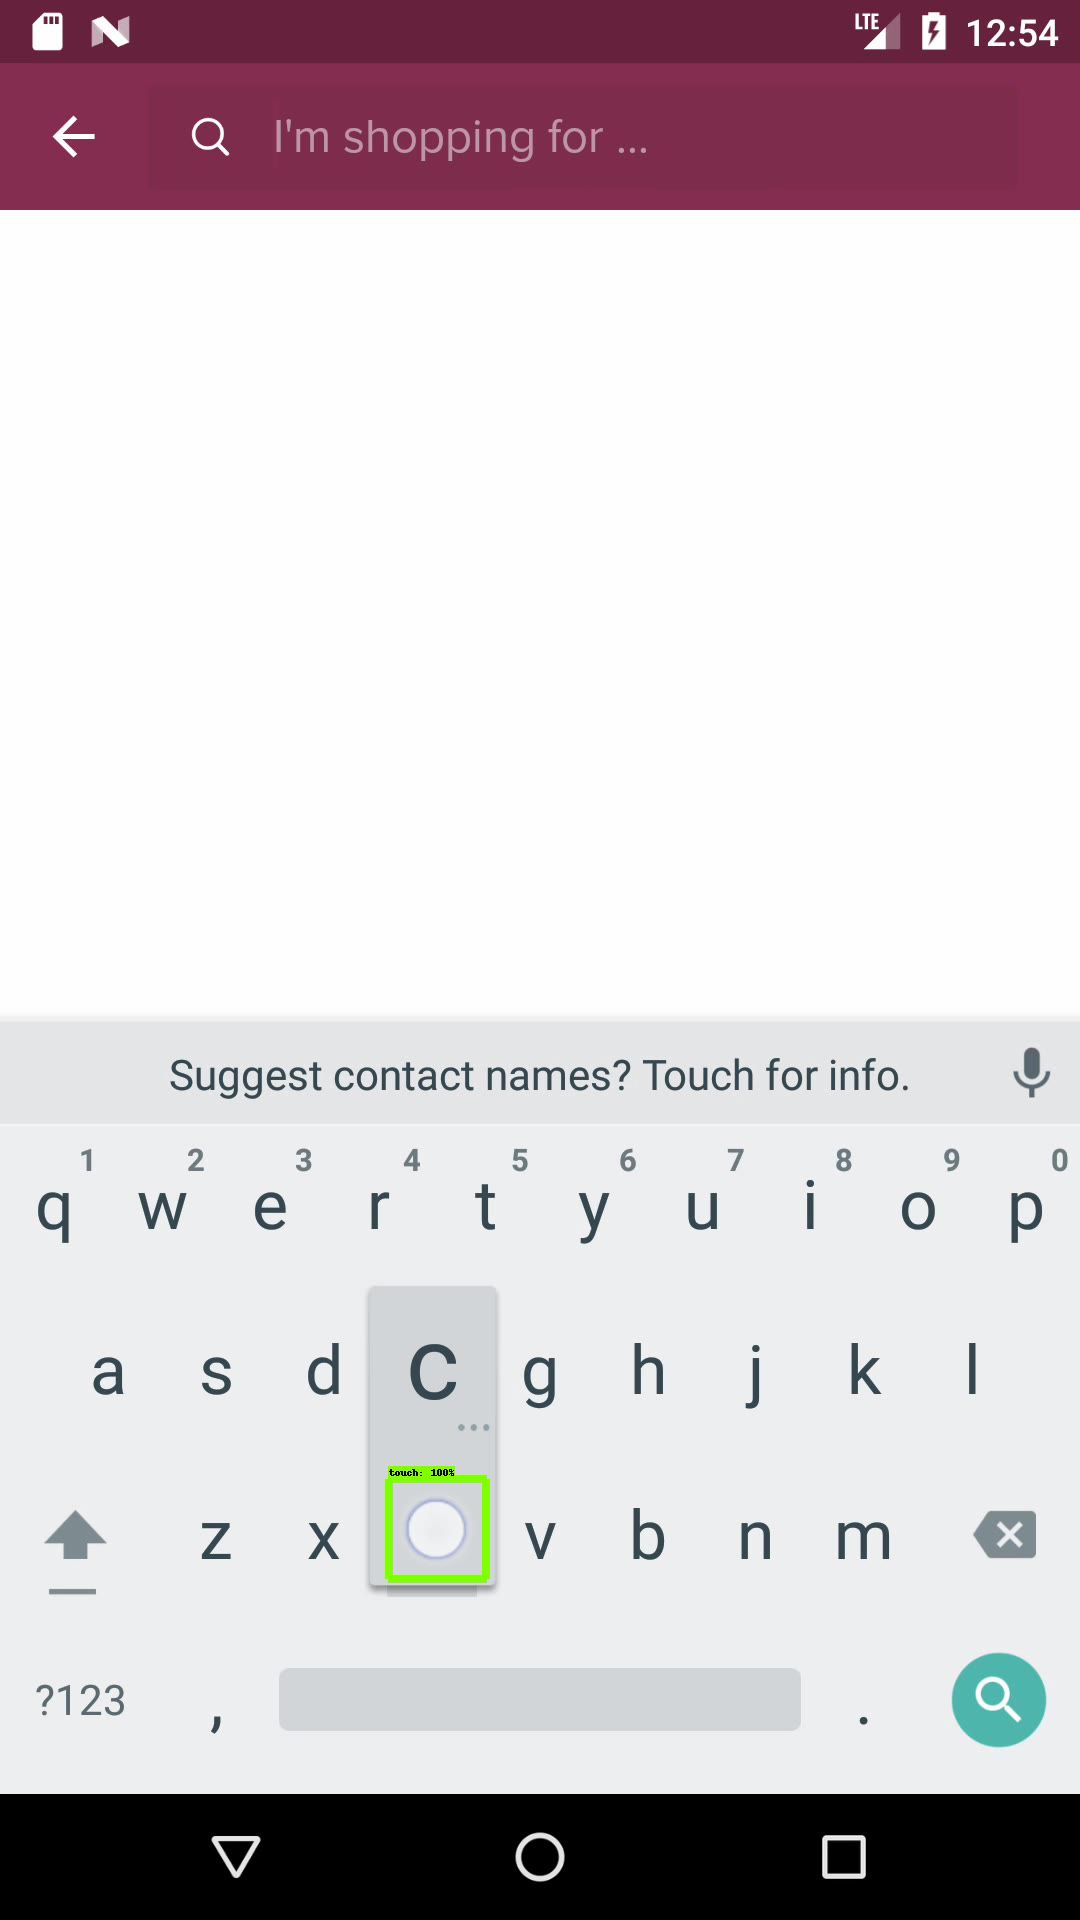 LTE 12:54
I'm shopping for ...
Suggest contact names? Touch for info.
1 2 3 4 5 6 7 8 9 0
q w e r t y u i o p
a s d C g h j k l
...
touch: 100%
z x v b n m
?123 , .